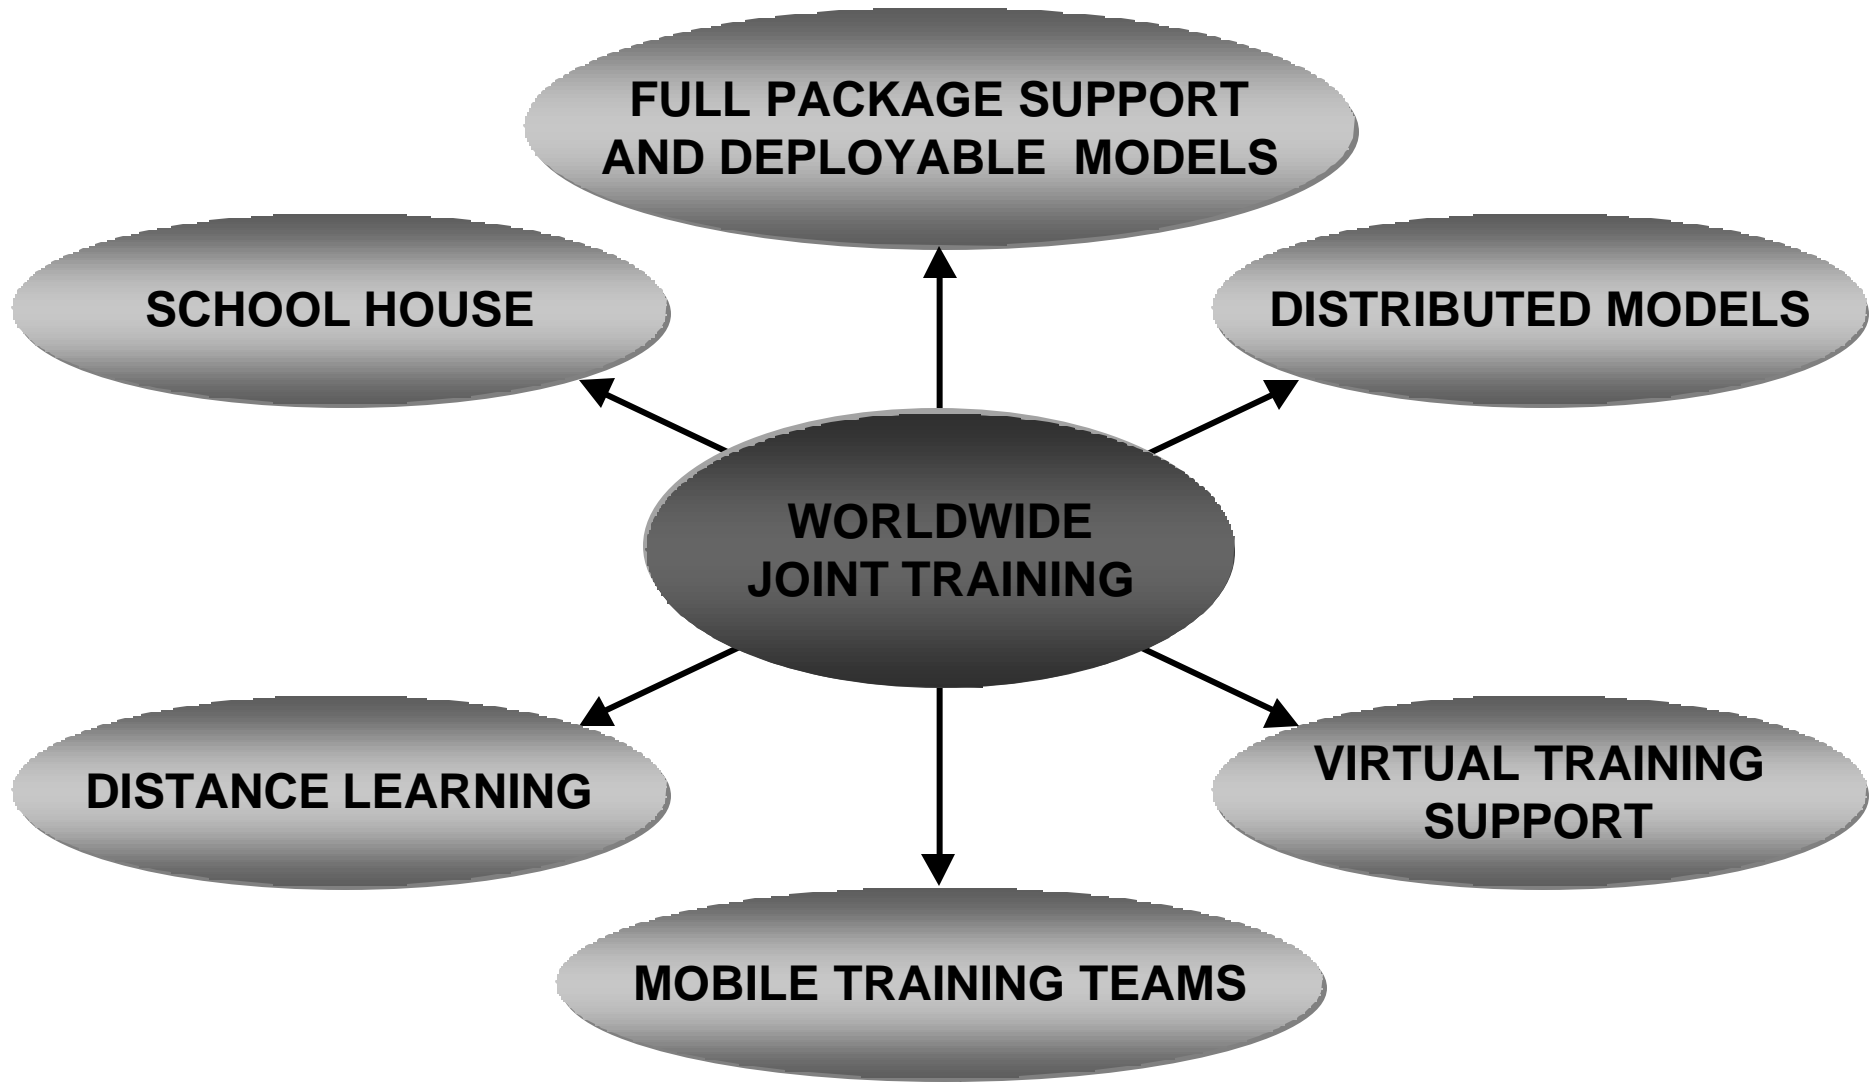 FULL PACKAGE SUPPORT
AND DEPLOYABLE MODELS
SCHOOL HOUSE
DISTRIBUTED MODELS
WORLDWIDE
JOINT TRAINING
DISTANCE LEARNING
VIRTUAL TRAINING
SUPPORT
MOBILE TRAINING TEAMS